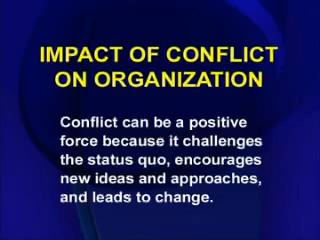 IMPACT OF CONFLICT
ON ORGANIZATION
Conflict can be a positive
force because it challenges
the status quo, encourages
new ideas and approaches,
and leads to change.